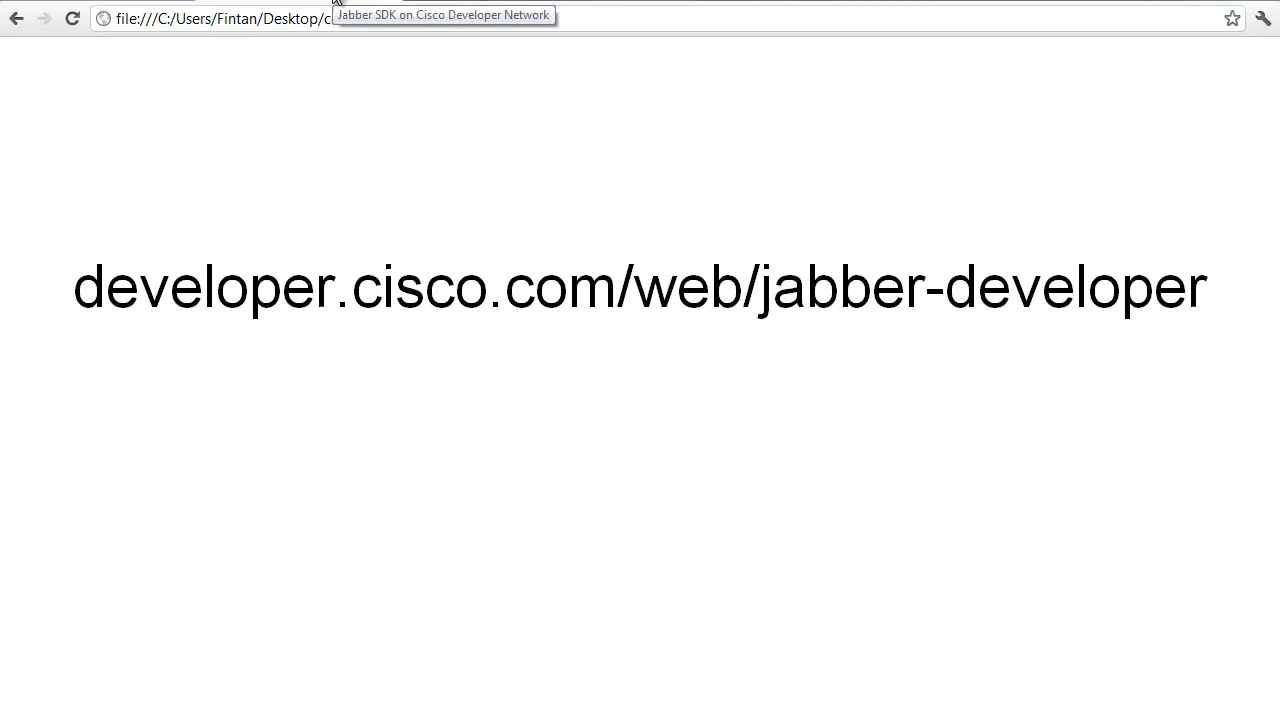 file:///C:/Users/Fintan/Desktop/c
Jabber SDK on Cisco Developer Network
developer.cisco.com/web/jabber-developer